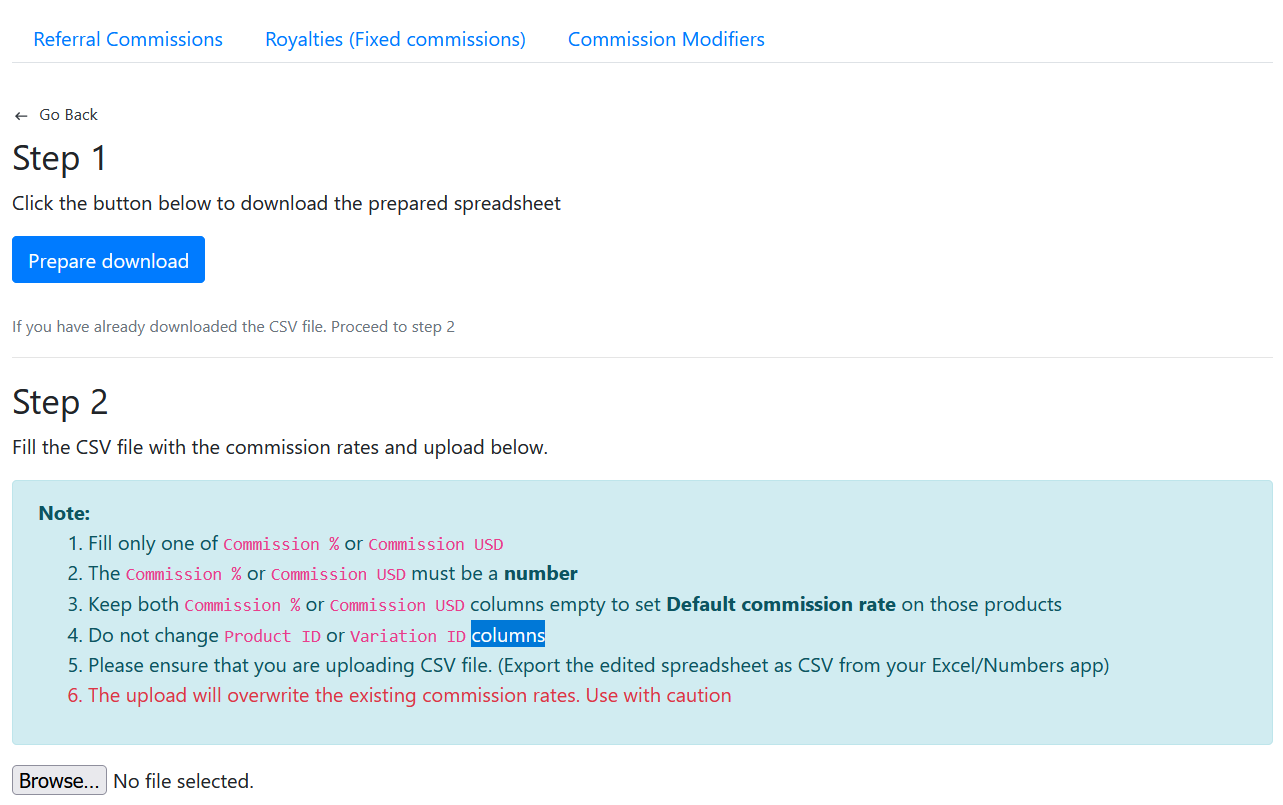 Referral Commissions Royalties (Fixed commissions) Commission Modifiers
← Go Back
Step 1
Click the button below to download the prepared spreadsheet
Prepare download
If you have already downloaded the CSV file. Proceed to step 2
Step 2
Fill the CSV file with the commission rates and upload below.
Note:
1. Fill only one of Commission % or Commission USD
2. The Commission % or Commission USD must be a number
3. Keep both Commission % or Commission USD columns empty to set Default commission rate on those products
4. Do not change Product ID or Variation ID columns
5. Please ensure that you are uploading CSV file. (Export the edited spreadsheet as CSV from your Excel/Numbers app)
6. The upload will overwrite the existing commission rates. Use with caution
Browse... No file selected.